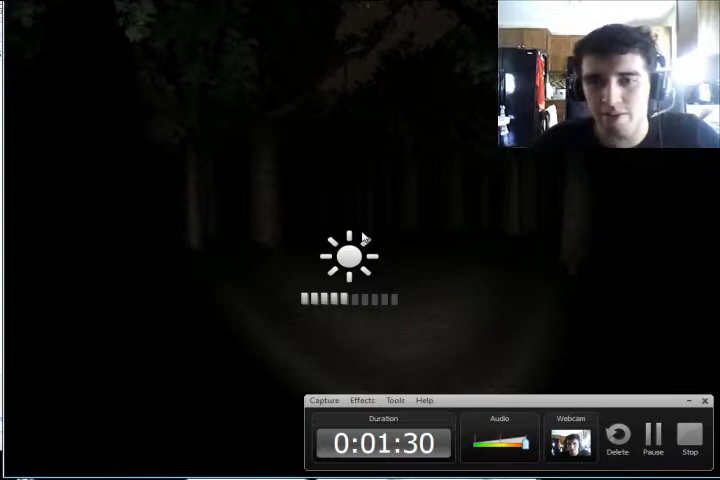 Capture Effects Tools Help
Duration
Audio
Webcam
0:01:30
Delete
Pause
Stop